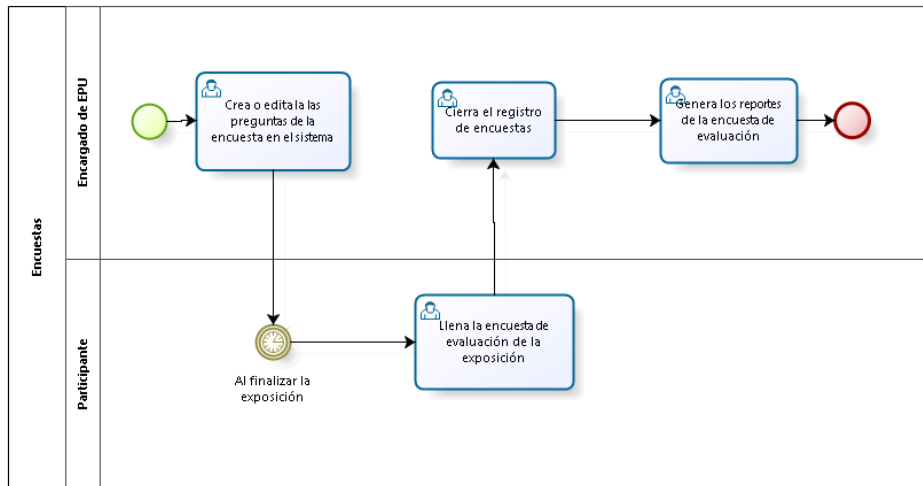 Encuestas
Encargado de EPU
Crea o edita la las
preguntas de la
encuesta en el sistema
Cierra el registro
de encuestas
Genera los reportes
de la encuesta de
evaluación
Participante
Al finalizar la
exposición
Llena la encuesta de
evaluación de la
exposición